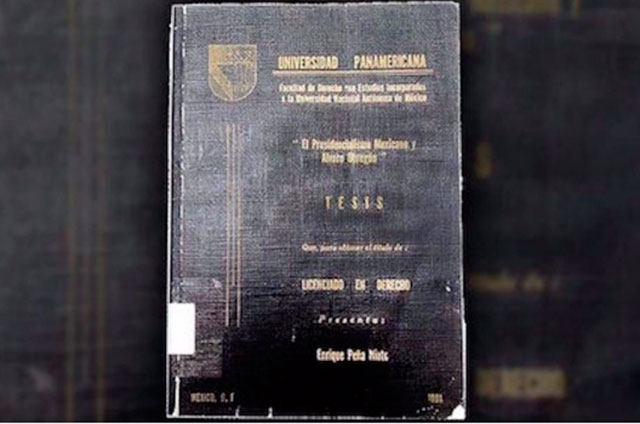 UNIVERSIDAD PANAMERICANA
Facultad de Derecho con Estudios Incorporados
a la Universidad Nacional Autónoma de México
" El Presidencialismo Mexicano y
Alvaro Obregón "
TESIS
Que, para obtener el título de :
LICENCIADO EN DERECHO
Presenta:
Enrique Peña Nieto
MEXICO, D. F